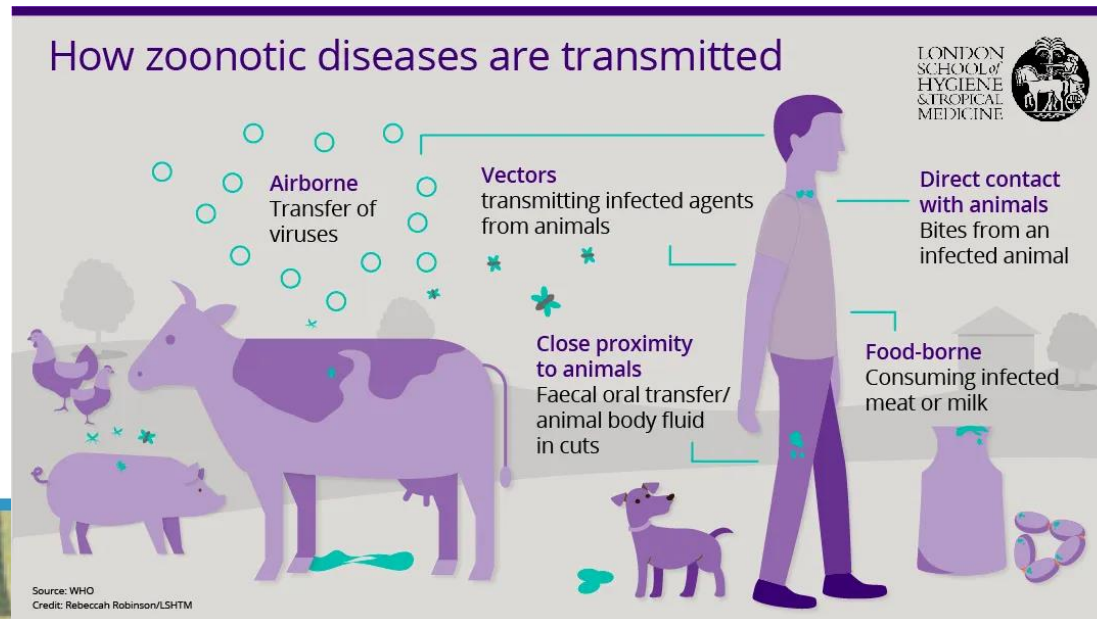 How zoonotic diseases are transmitted
LONDON
SCHOOL of
HYGIENE
& TROPICAL
MEDICINE
Airborne
Transfer of
viruses
Vectors
transmitting infected agents
from animals
Direct contact
with animals
Bites from an
infected animal
Close proximity
to animals
Faecal oral transfer/
animal body fluid
in cuts
Food-borne
Consuming infected
meat or milk
Source: WHO
Credit: Rebeccah Robinson/LSHTM